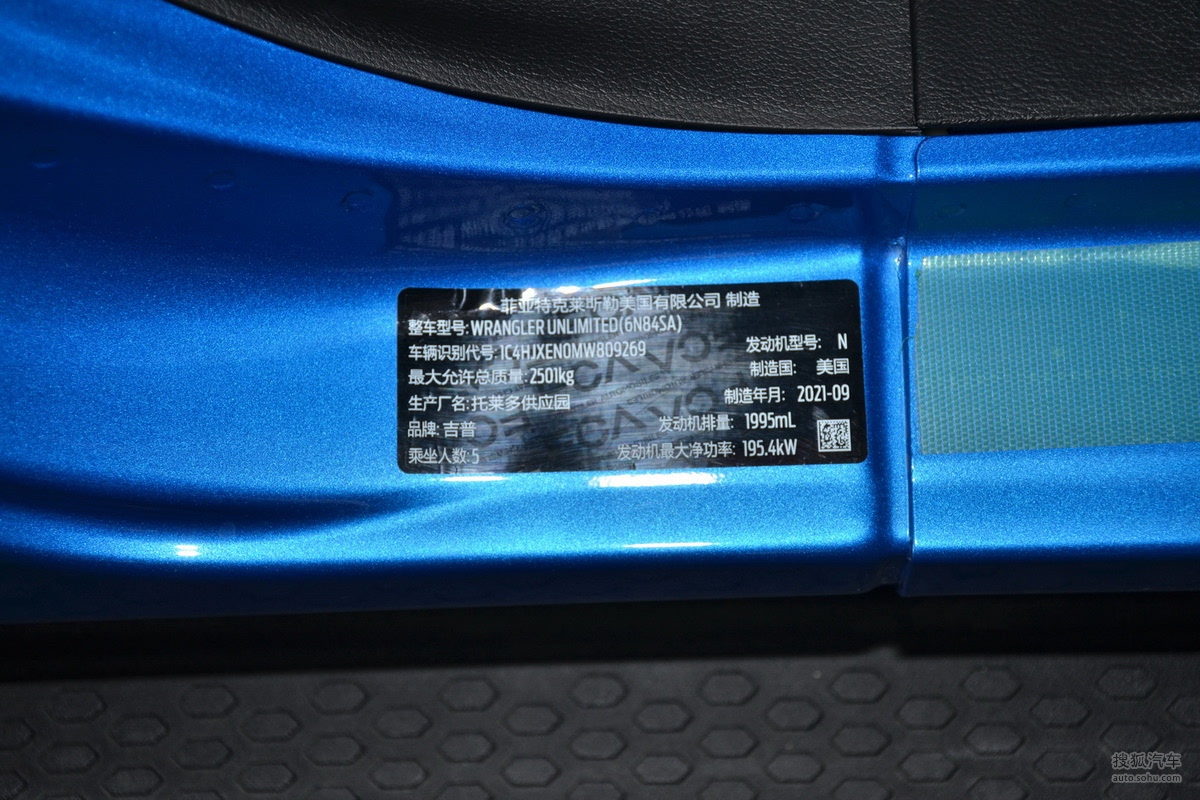 菲亚特克莱斯勒美国有限公司 制造
整车型号: WRANGLER UNLIMITED(6N84SA)
车辆识别代号: 1C4HJXEN0MW809269 发动机型号: N
最大允许总质量: 2501kg 制造国: 美国
生产厂名: 托莱多供应园 制造年月: 2021-09
品牌: 吉普 发动机排量: 1995mL
乘坐人数: 5 发动机最大净功率: 195.4kW
搜狐汽车
auto.sohu.com